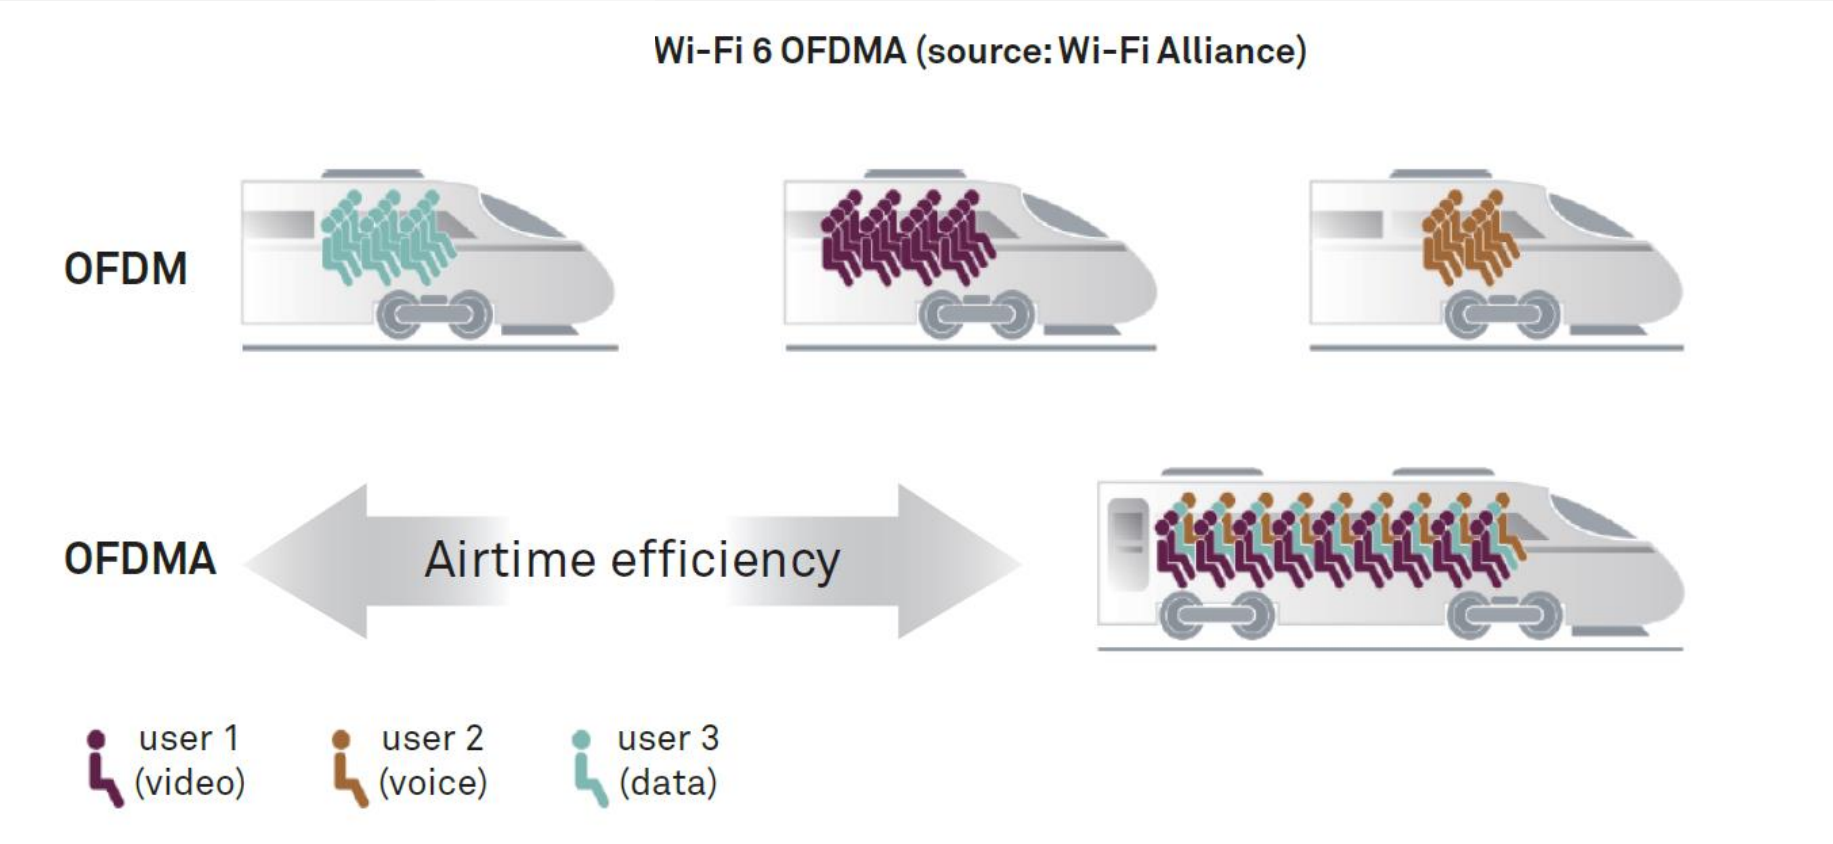 Wi-Fi 6 OFDMA (source: Wi-Fi Alliance)
OFDM
OFDMA
Airtime efficiency
user 1
(video)
user 2
(voice)
user 3
(data)